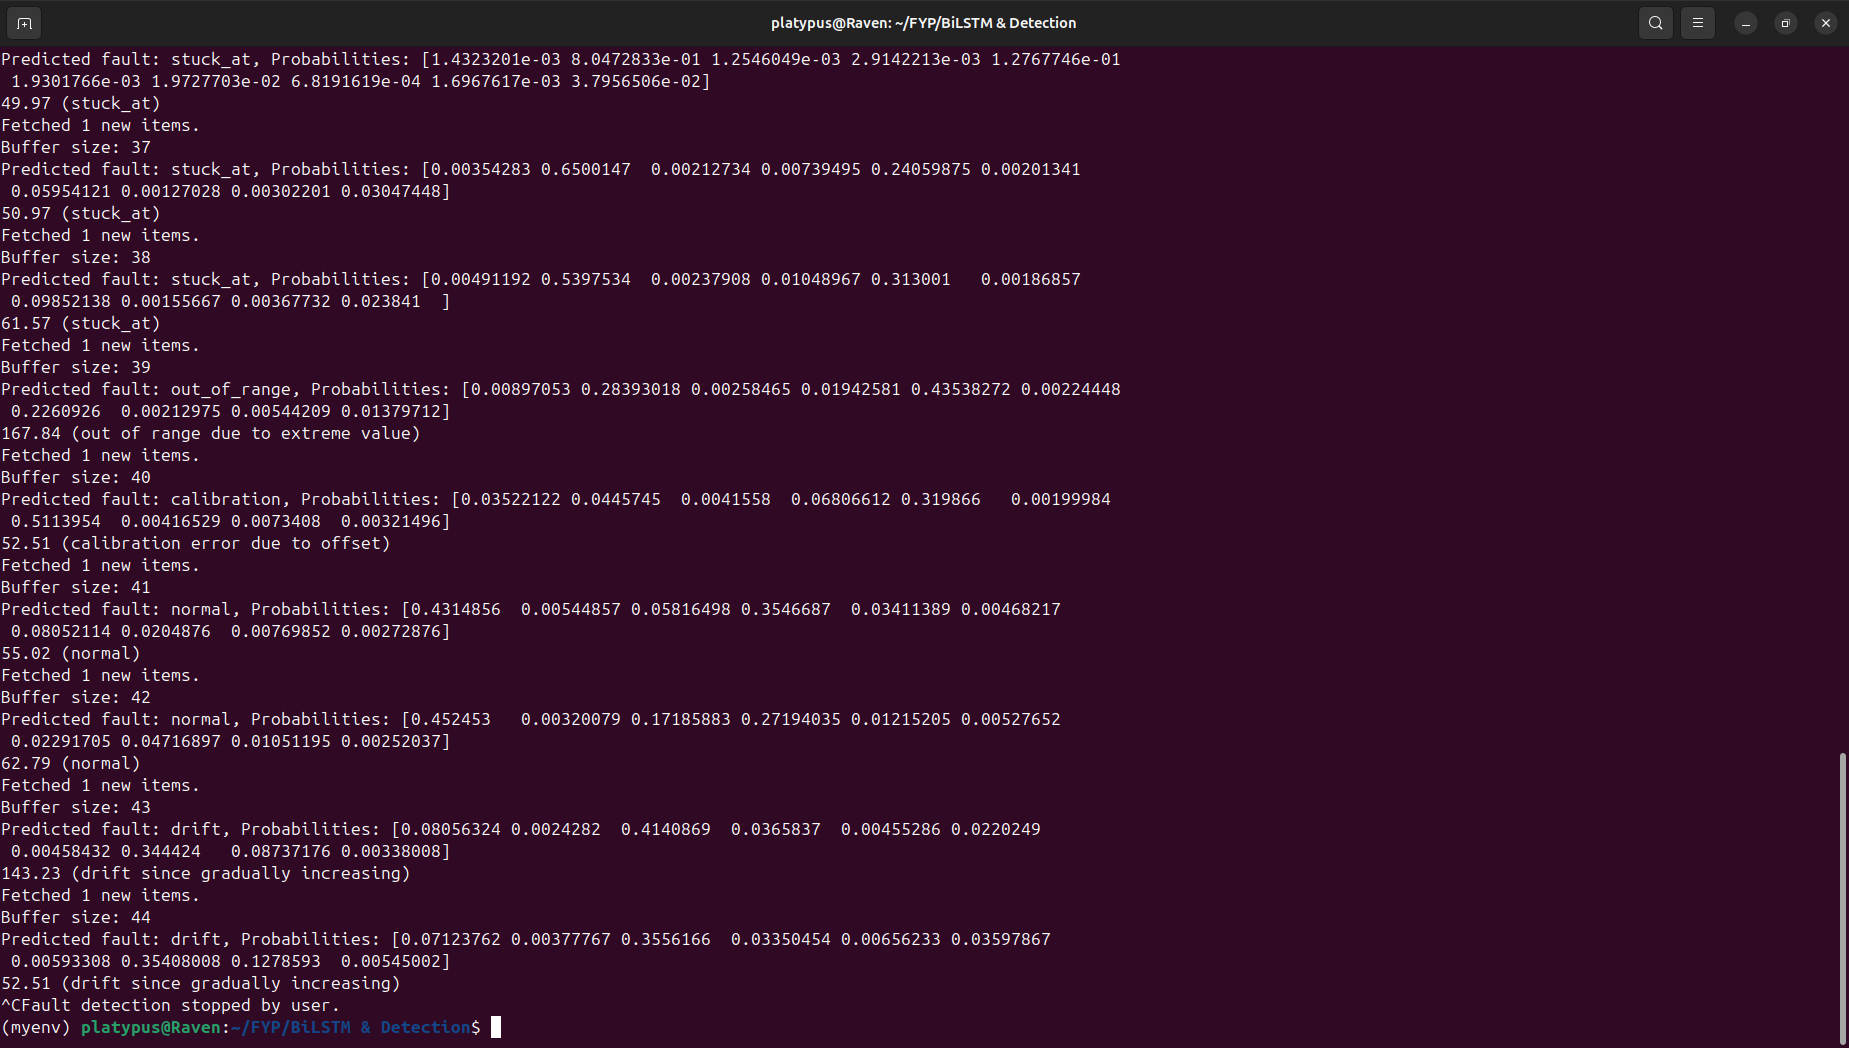 platypus@Raven: ~/FYP/BiLSTM & Detection
Predicted fault: stuck_at, Probabilities: [1.4323201e-03 8.0472833e-01 1.2546049e-03 2.9142213e-03 1.2767746e-01
 1.9301766e-03 1.9727703e-02 6.8191619e-04 1.6967617e-03 3.7956506e-02]
49.97 (stuck_at)
Fetched 1 new items.
Buffer size: 37
Predicted fault: stuck_at, Probabilities: [0.00354283 0.6500147  0.00212734 0.00739495 0.24059875 0.00201341
 0.05954121 0.00127028 0.00302201 0.03047448]
50.97 (stuck_at)
Fetched 1 new items.
Buffer size: 38
Predicted fault: stuck_at, Probabilities: [0.00491192 0.5397534  0.00237908 0.01048967 0.313001   0.00186857
 0.09852138 0.00155667 0.00367732 0.023841  ]
61.57 (stuck_at)
Fetched 1 new items.
Buffer size: 39
Predicted fault: out_of_range, Probabilities: [0.00897053 0.28393018 0.00258465 0.01942581 0.43538272 0.00224448
 0.2260926  0.00212975 0.00544209 0.01379712]
167.84 (out of range due to extreme value)
Fetched 1 new items.
Buffer size: 40
Predicted fault: calibration, Probabilities: [0.03522122 0.0445745  0.0041558  0.06806612 0.319866   0.00199984
 0.5113954  0.00416529 0.0073408  0.00321496]
52.51 (calibration error due to offset)
Fetched 1 new items.
Buffer size: 41
Predicted fault: normal, Probabilities: [0.4314856  0.00544857 0.05816498 0.3546687  0.03411389 0.00468217
 0.08052114 0.0204876  0.00769852 0.00272876]
55.02 (normal)
Fetched 1 new items.
Buffer size: 42
Predicted fault: normal, Probabilities: [0.452453   0.00320079 0.17185883 0.27194035 0.01215205 0.00527652
 0.02291705 0.04716897 0.01051195 0.00252037]
62.79 (normal)
Fetched 1 new items.
Buffer size: 43
Predicted fault: drift, Probabilities: [0.08056324 0.0024282  0.4140869  0.0365837  0.00455286 0.0220249
 0.00458432 0.344424   0.08737176 0.00338008]
143.23 (drift since gradually increasing)
Fetched 1 new items.
Buffer size: 44
Predicted fault: drift, Probabilities: [0.07123762 0.00377767 0.3556166  0.03350454 0.00656233 0.03597867
 0.00593308 0.35408008 0.1278593  0.00545002]
52.51 (drift since gradually increasing)
^CFault detection stopped by user.
(myenv) platypus@Raven:~/FYP/BiLSTM & Detection$